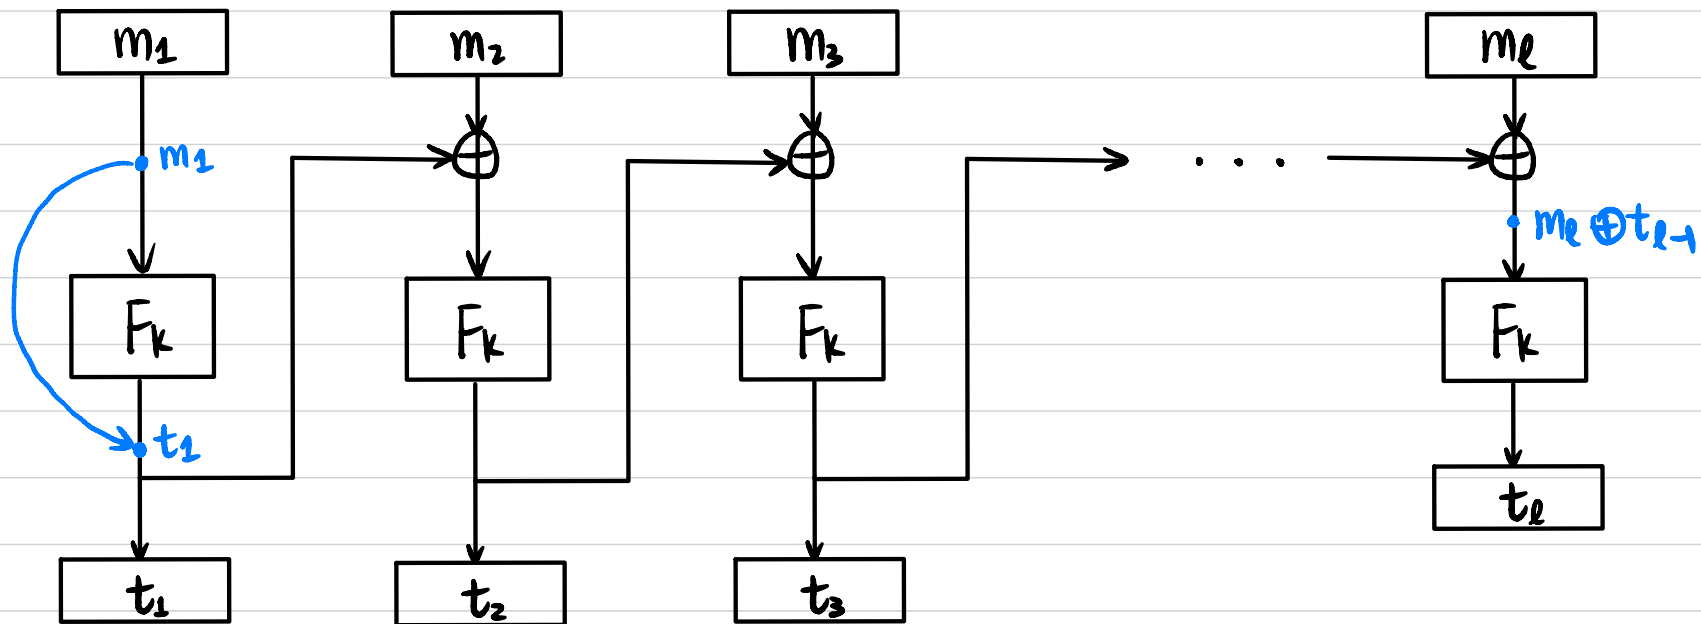 m₁ m₂ m₃ mℓ
m₁
. . .
mℓ ⊕ tℓ₋₁
Fₖ Fₖ Fₖ Fₖ
t₁
tℓ
t₁ t₂ t₃